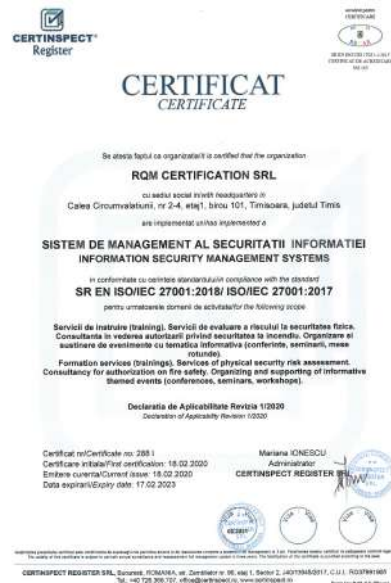 CERTINSPECT®
Register
CERTIFICAT
CERTIFICATE
Se atesta faptul ca organizatia/it is certified that the organization
RQM CERTIFICATION SRL
cu sediul social in/with headquarters in
Calea Circumvalatiunii, nr 2-4, etaj1, birou 101, Timisoara, judetul Timis
are implementat un/has implemented a
SISTEM DE MANAGEMENT AL SECURITATII INFORMATIEI
INFORMATION SECURITY MANAGEMENT SYSTEMS
in conformitate cu cerintele standardului/in compliance with the standard
SR EN ISO/IEC 27001:2018/ ISO/IEC 27001:2017
pentru urmatoarele domenii de activitate/for the following scope
Servicii de instruire (training). Servicii de evaluare a riscului la securitatea fizica.
Consultanta in vederea autorizarii privind securitatea la incendiu. Organizare si
sustinere de evenimente cu tematica informativa (conferinte, seminarii, mese
rotunde).
Formation services (trainings). Services of physical security risk assessment.
Consultancy for authorization on fire safety. Organizing and supporting of informative
themed events (conferences, seminars, workshops).
Declaratia de Aplicabilitate Revizia 1/2020
Declaration of Applicability Revision 1/2020
Certificat nr/Certificate no: 288 I
Certificare initiala/First certification: 18.02.2020
Emitere curenta/Current issue: 18.02.2020
Data expirarii/Expiry date: 17.02.2023
Mariana IONESCU
Administrator
CERTINSPECT REGISTER SRL
CERTINSPECT REGISTER SRL, Bucuresti, ROMANIA,